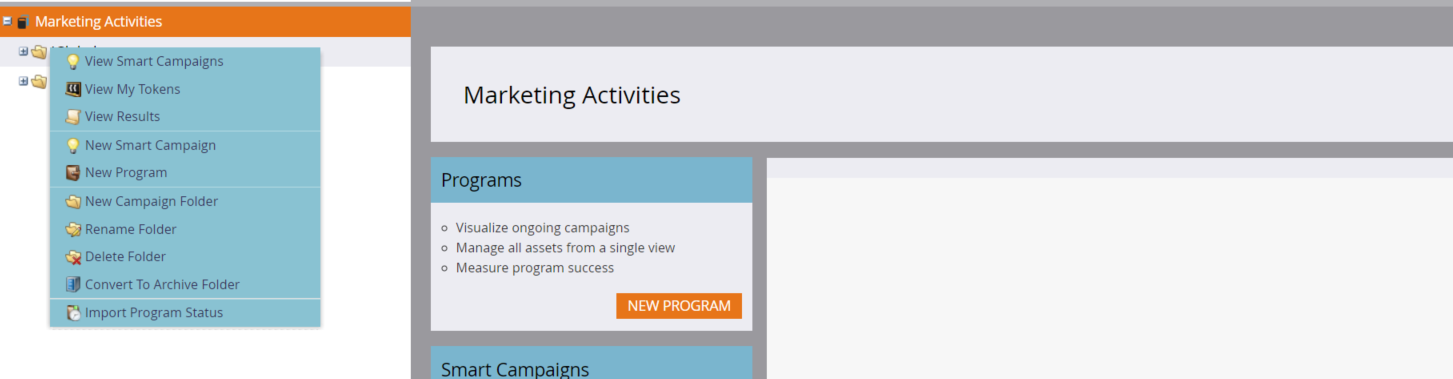 Marketing Activities
View Smart Campaigns
View My Tokens
View Results
New Smart Campaign
New Program
New Campaign Folder
Rename Folder
Delete Folder
Convert To Archive Folder
Import Program Status
Marketing Activities
Programs
Visualize ongoing campaigns
Manage all assets from a single view
Measure program success
NEW PROGRAM
Smart Campaigns